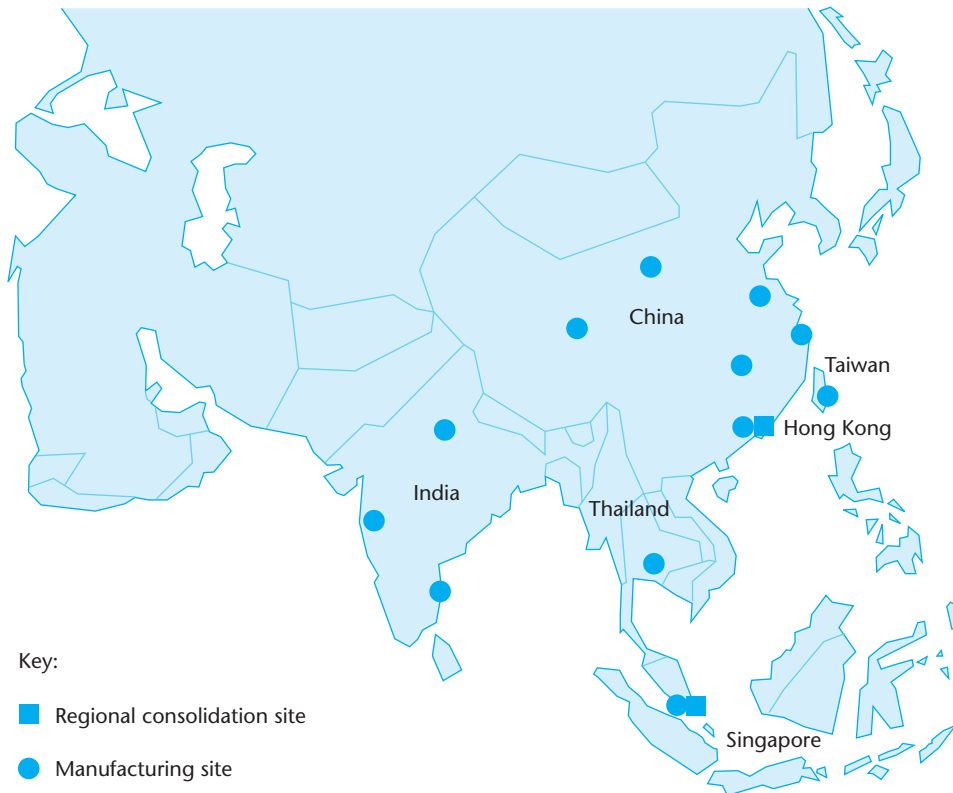 China
Taiwan
Hong Kong
India
Thailand
Key:
Regional consolidation site
Singapore
Manufacturing site